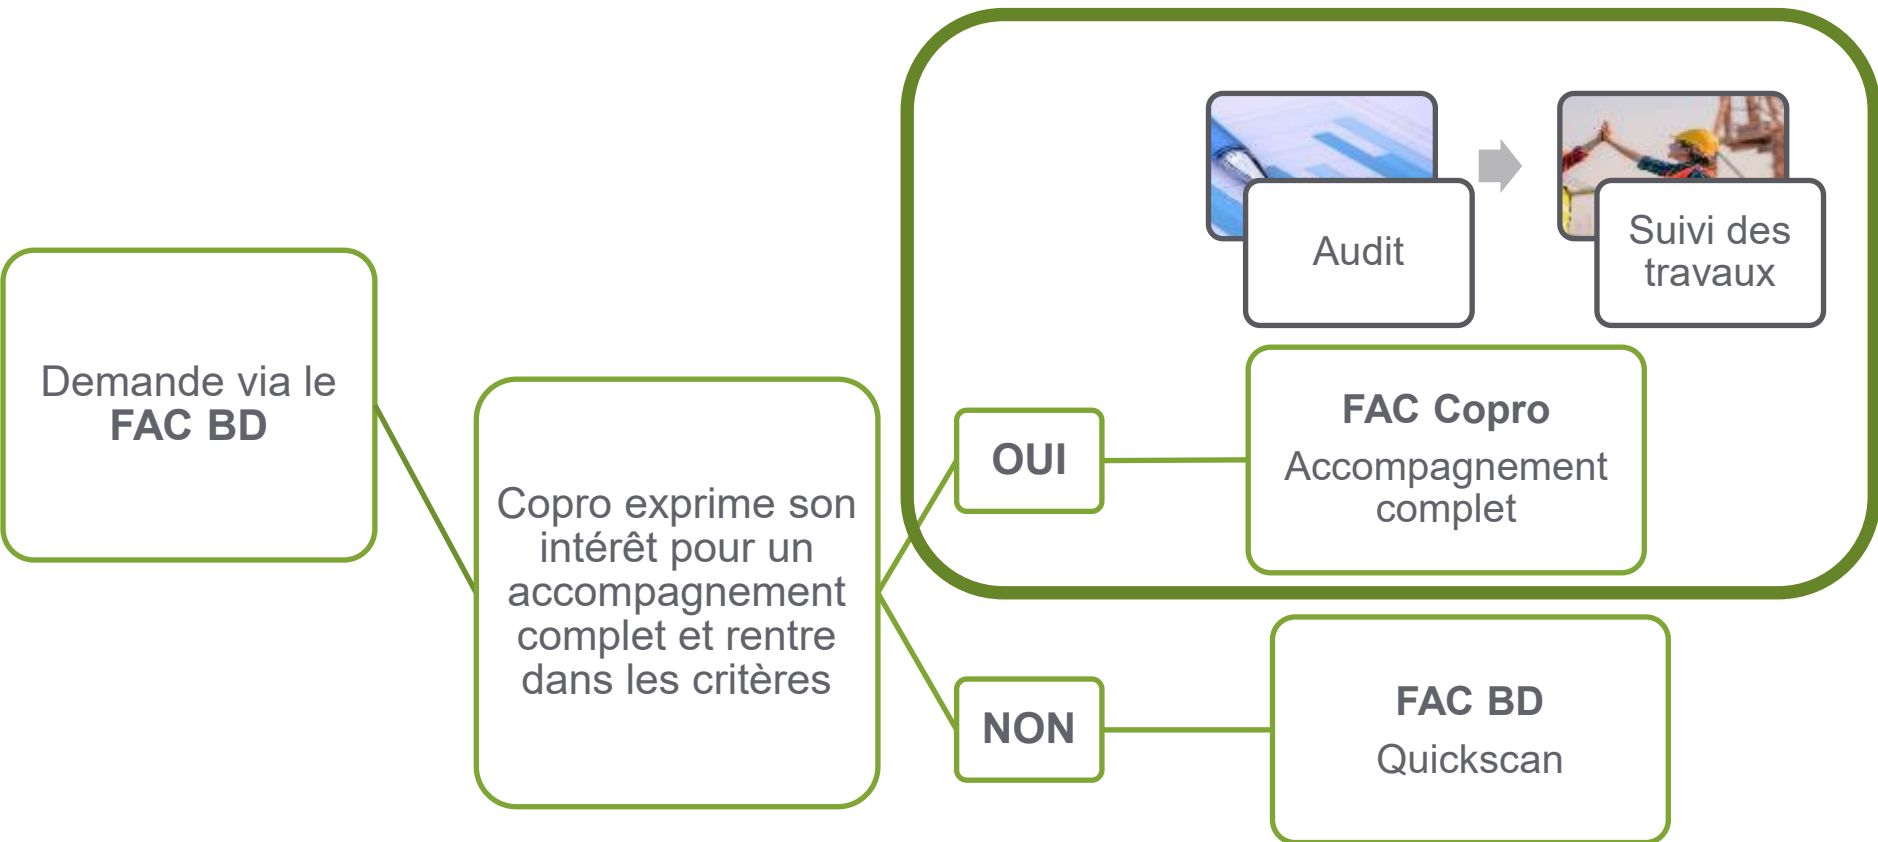 Demande via le
FAC BD
Copro exprime son
intérêt pour un
accompagnement
complet et rentre
dans les critères
Audit
Suivi des
travaux
OUI
FAC Copro
Accompagnement
complet
NON
FAC BD
Quickscan